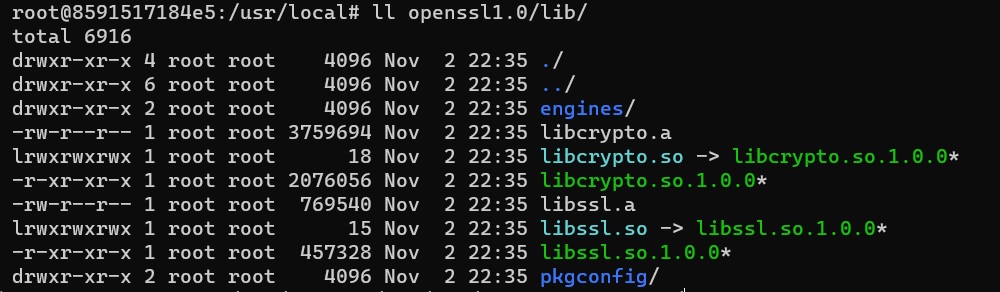 root@8591517184e5:/usr/local# ll openssl1.0/lib/
total 6916
drwxr-xr-x 4 root root    4096 Nov  2 22:35 ./
drwxr-xr-x 6 root root    4096 Nov  2 22:35 ../
drwxr-xr-x 2 root root    4096 Nov  2 22:35 engines/
-rw-r--r-- 1 root root 3759694 Nov  2 22:35 libcrypto.a
lrwxrwxrwx 1 root root      18 Nov  2 22:35 libcrypto.so -> libcrypto.so.1.0.0*
-r-xr-xr-x 1 root root 2076056 Nov  2 22:35 libcrypto.so.1.0.0*
-rw-r--r-- 1 root root  769540 Nov  2 22:35 libssl.a
lrwxrwxrwx 1 root root      15 Nov  2 22:35 libssl.so -> libssl.so.1.0.0*
-r-xr-xr-x 1 root root  457328 Nov  2 22:35 libssl.so.1.0.0*
drwxr-xr-x 2 root root    4096 Nov  2 22:35 pkgconfig/